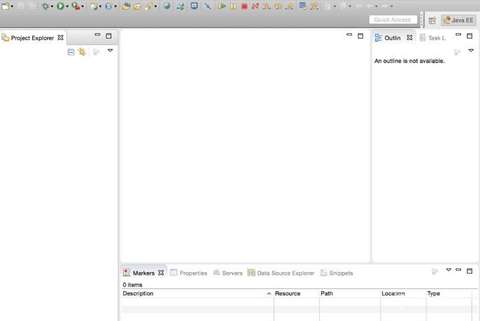 Quick Access
Java EE
Project Explorer
Outlin
Task L
An outline is not available.
Markers Properties Servers Data Source Explorer Snippets
0 items
Description Resource Path Location Type